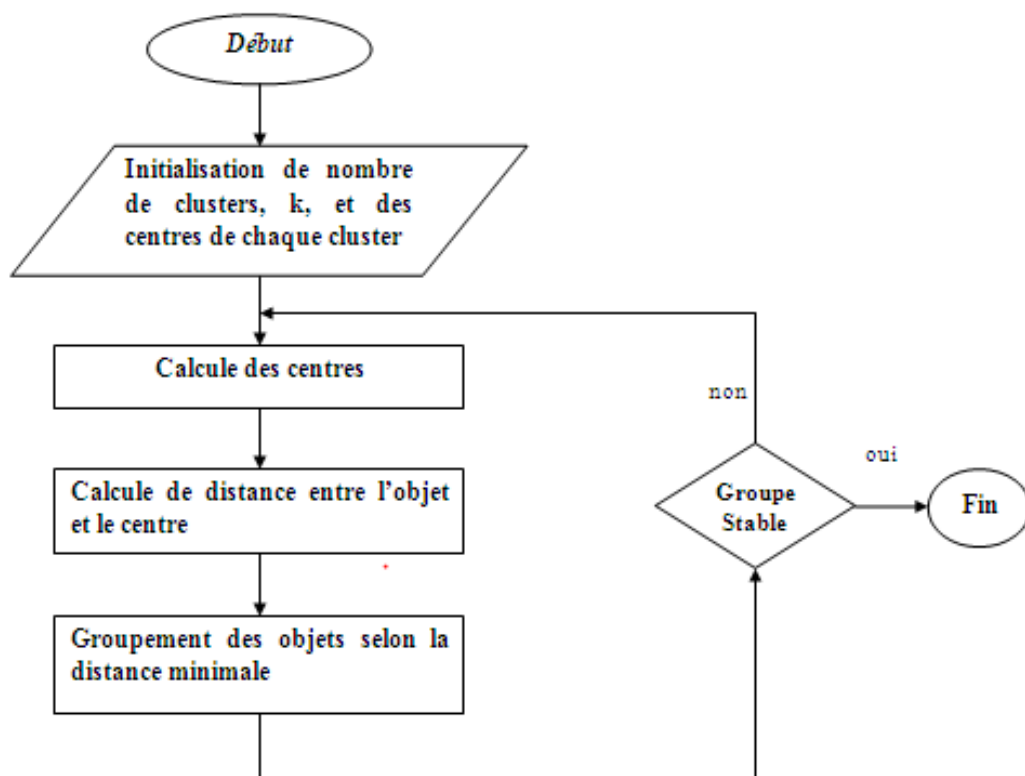 Début
Initialisation de nombre
de clusters, k, et des
centres de chaque cluster
Calcule des centres
Calcule de distance entre l'objet
et le centre
Groupement des objets selon la
distance minimale
non
Groupe
Stable
oui
Fin